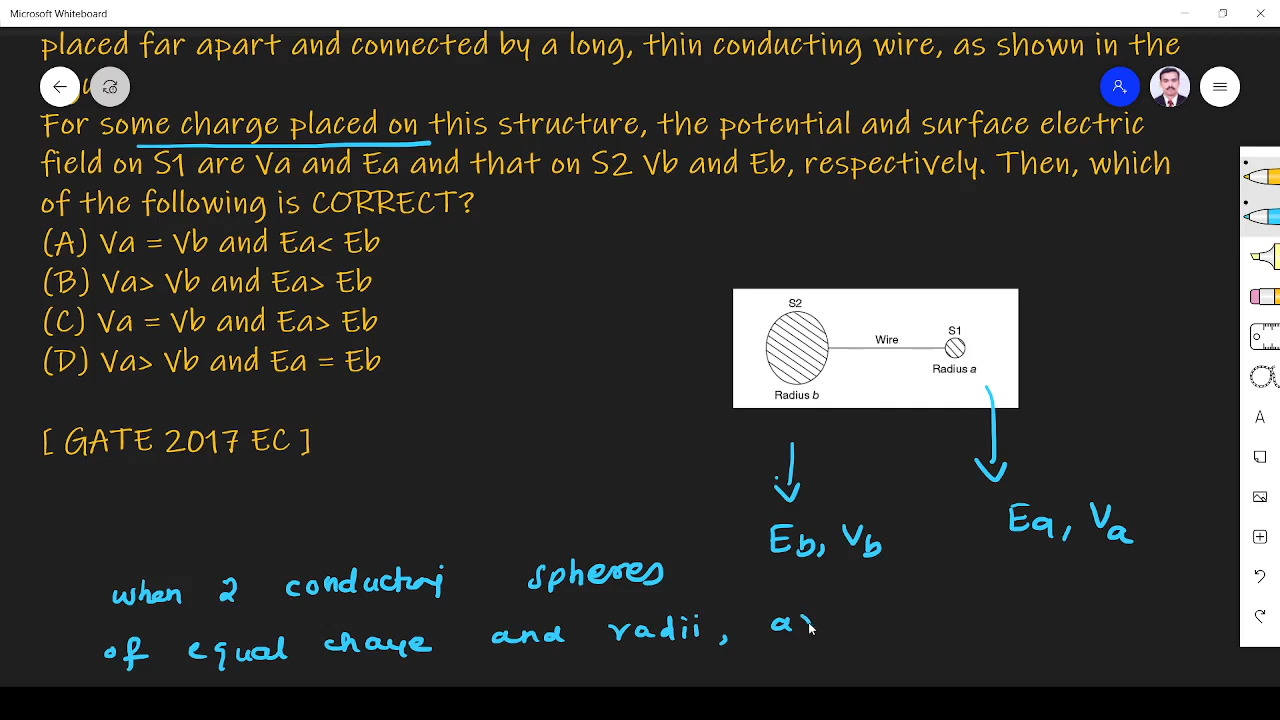 Microsoft Whiteboard
placed far apart and connected by a long, thin conducting wire, as shown in the
For some charge placed on this structure, the potential and surface electric
field on S1 are Va and Ea and that on S2 Vb and Eb, respectively. Then, which
of the following is CORRECT?
(A) Va = Vb and Ea< Eb
(B) Va> Vb and Ea> Eb
(C) Va = Vb and Ea> Eb
(D) Va> Vb and Ea = Eb
[ GATE 2017 EC ]
S2
S1
Wire
Radius a
Radius b
Ea, Va
Eb, Vb
when 2 conducting spheres
of equal charge and radii, a
A